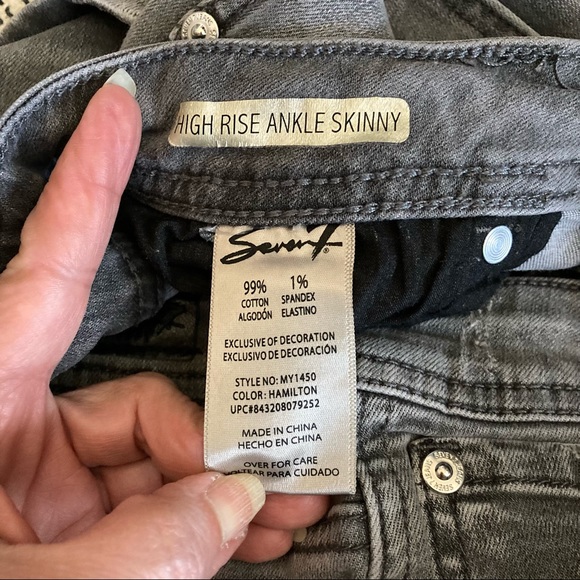 HIGH RISE ANKLE SKINNY
Seven7®
99% 1%
COTTON SPANDEX
ALGODÓN ELASTINO
EXCLUSIVE OF DECORATION
EXCLUSIVO DE DECORACIÓN
STYLE NO: MY1450
COLOR: HAMILTON
UPC#843208079252
MADE IN CHINA
HECHO EN CHINA
OVER FOR CARE
VOLTEAR PARA CUIDADO